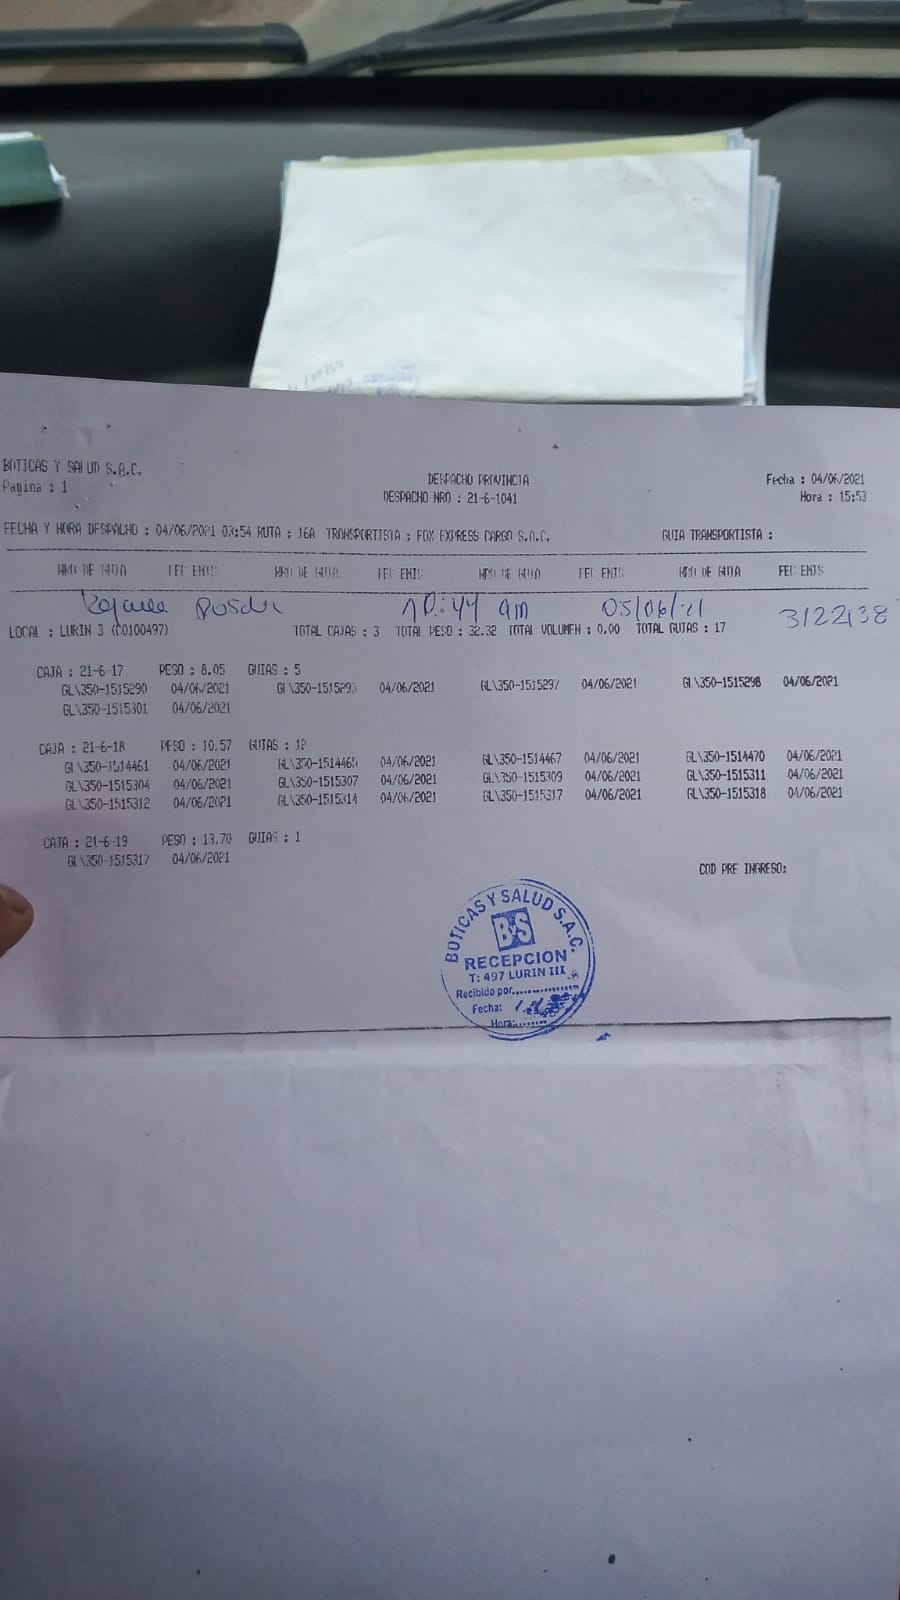 BOTICAS Y SALUD S.A.C.
Pagina : 1
DESPACHO PROVINCIA
DESPACHO NRO : 21-6-1041
Fecha : 04/06/2021
Hora : 15:53
FECHA Y HORA DESPACHO : 04/06/2021 03:54 RUTA : 16A TRANSPORTISTA : FOX EXPRESS CARGO S.A.C. GUIA TRANSPORTISTA :
NRO DE GUIA FEC EMIS NRO DE GUIA FEC EMIS NRO DE GUIA FEC EMIS NRO DE GUIA FEC EMIS
10:44 am 05/06/21
LOCAL : LURIN 3 (C0100497) TOTAL CAJAS : 3 TOTAL PESO : 32.32 TOTAL VOLUMEN : 0.00 TOTAL GUIAS : 17
CAJA : 21-6-17 PESO : 8.05 GUIAS : 5
GL\350-1515290 04/06/2021 GL\350-1515293 04/06/2021 GL\350-1515297 04/06/2021 GL\350-1515298 04/06/2021
GL\350-1515301 04/06/2021
CAJA : 21-6-18 PESO : 10.57 GUIAS : 12
GL\350-1514461 04/06/2021 04/06/2021 GL\350-1514467 04/06/2021 GL\350-1514470 04/06/2021
GL\350-1515304 04/06/2021 GL\350-1515307 04/06/2021 GL\350-1515309 04/06/2021 GL\350-1515311 04/06/2021
GL\350-1515312 04/06/2021 GL\350-1515314 04/06/2021 GL\350-1515317 04/06/2021 GL\350-1515318 04/06/2021
CAJA : 21-6-19 PESO : 13.70 GUIAS : 1
GL\350-1515317 04/06/2021
COD PRE INGRESO:
BOTICAS Y SALUD S.A.C.
B&S
RECEPCION
T: 497 LURIN III
Recibido por
Fecha:
Hora: